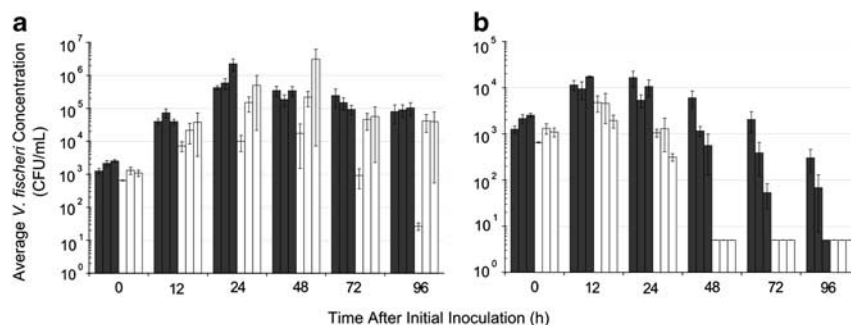 a
b
Average V. fischeri Concentration
(CFU/mL)
10⁷
10⁶
10⁵
10⁴
10³
10²
10¹
10⁰
0 12 24 48 72 96
10⁵
10⁴
10³
10²
10¹
10⁰
0 12 24 48 72 96
Time After Initial Inoculation (h)